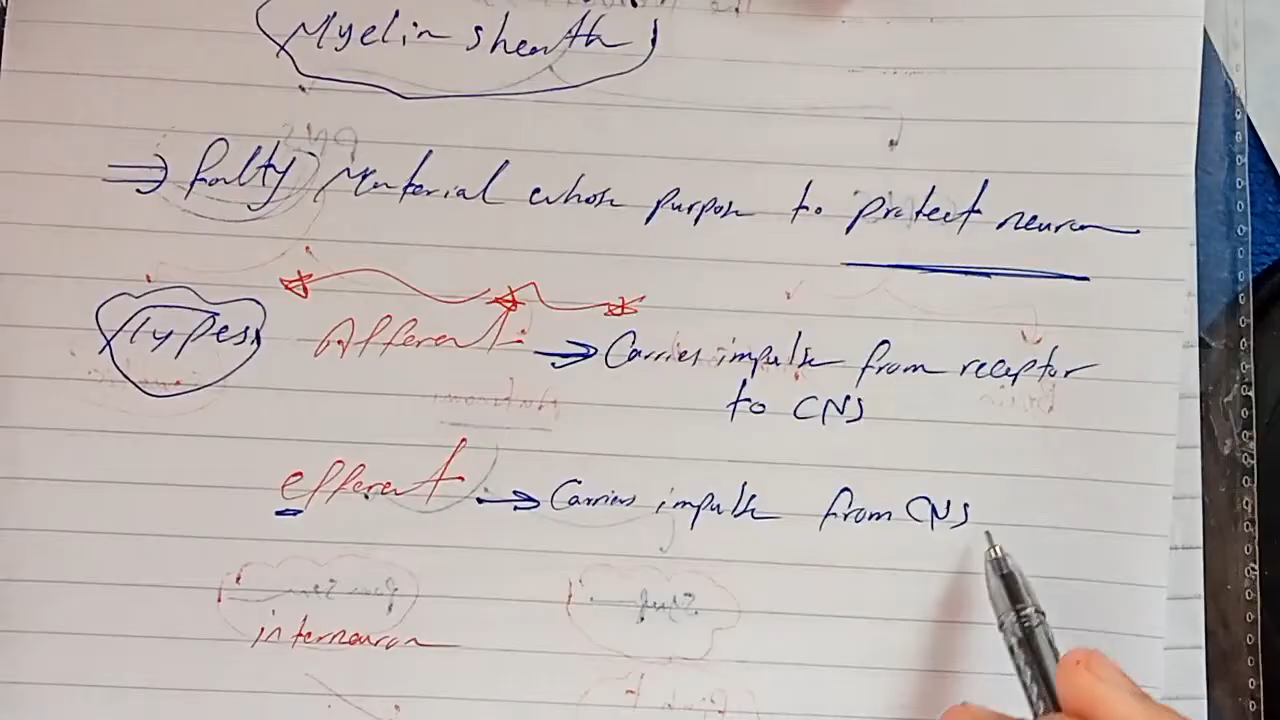 Myelin sheath
⇒ Faltty Material whose purpose to protect neuron
Types: Afferent → Carries impulse from receptor
to CNS
efferent → Carries impulse from CNS
interneuron